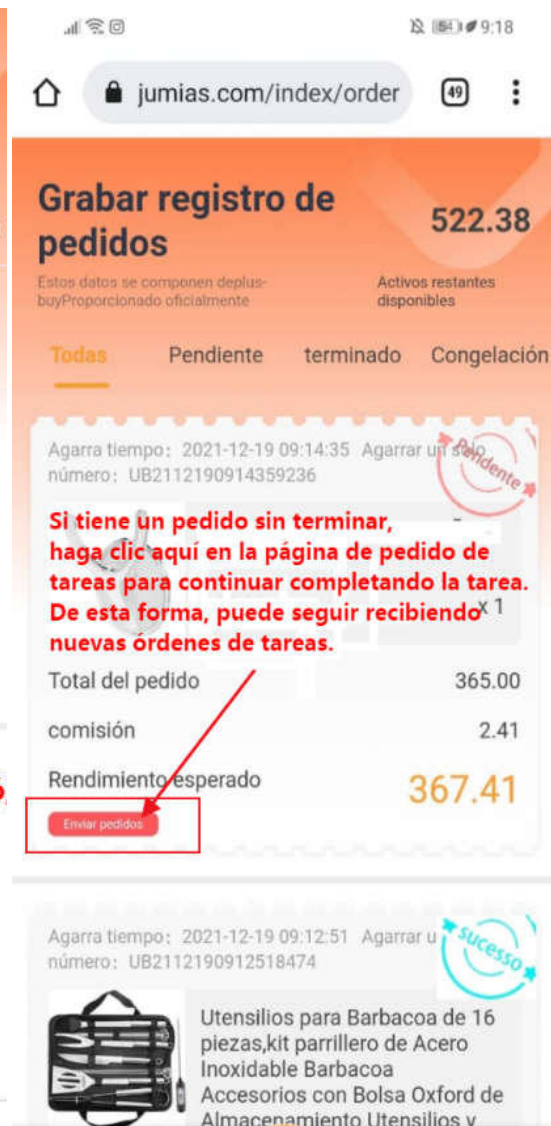 54 9:18
jumias.com/index/order
49
Grabar registro de
pedidos
522.38
Estos datos se componen deplus-
buyProporcionado oficialmente
Activos restantes
disponibles
Todas Pendiente terminado Congelación
Agarra tiempo: 2021-12-19 09:14:35 Agarrar un solo
número: UB2112190914359236
Pendente
Si tiene un pedido sin terminar,
haga clic aquí en la página de pedido de
tareas para continuar completando la tarea.
De esta forma, puede seguir recibiendo
nuevas órdenes de tareas.
x 1
Total del pedido 365.00
comisión 2.41
Rendimiento esperado 367.41
Enviar pedidos
Agarra tiempo: 2021-12-19 09:12:51 Agarrar u
número: UB2112190912518474
sucesso
Utensilios para Barbacoa de 16
piezas,kit parrillero de Acero
Inoxidable Barbacoa
Accesorios con Bolsa Oxford de
Almacenamiento Utensilios y